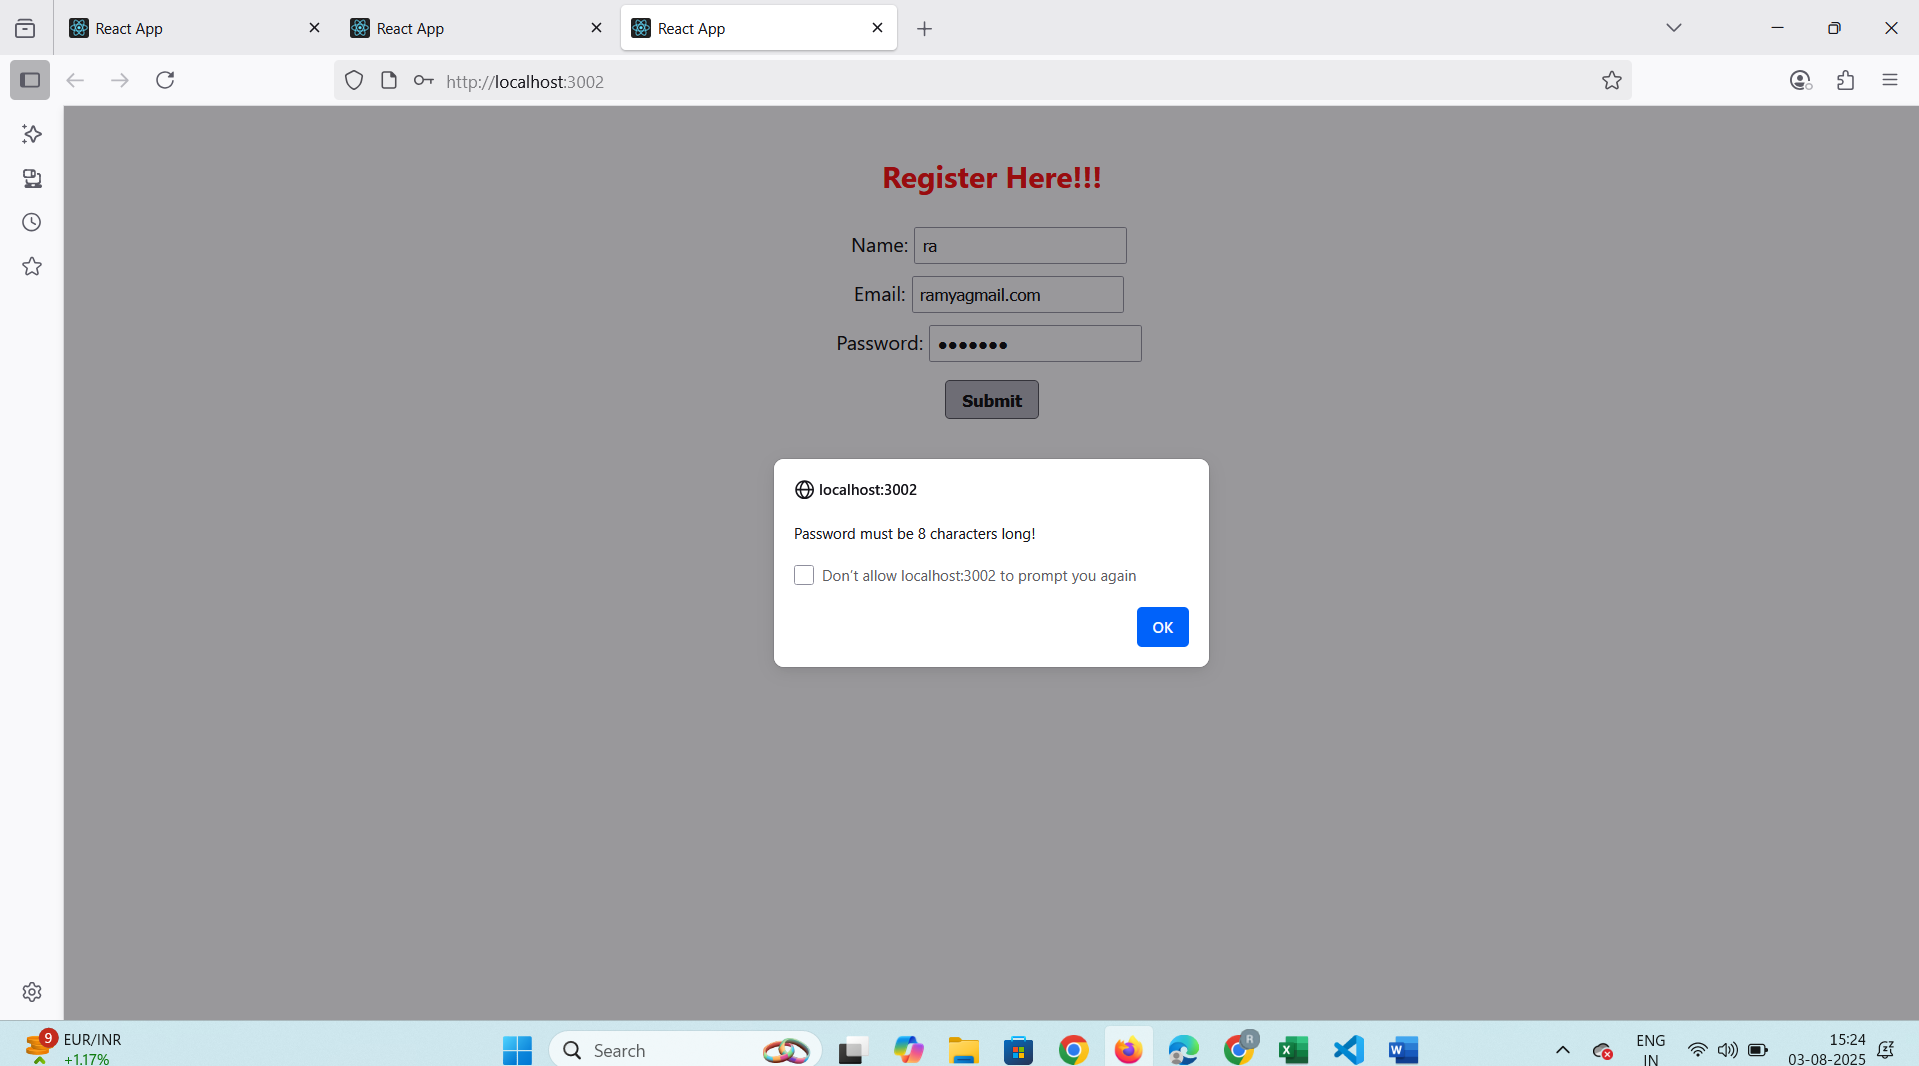 React App
React App
React App
http://localhost:3002
Register Here!!!
Name: ra
Email: ramyagmail.com
Password: ●●●●●●●
Submit
localhost:3002
Password must be 8 characters long!
Don't allow localhost:3002 to prompt you again
OK
9
EUR/INR
+1.17%
Search
R
ENG
IN
15:24
03-08-2025